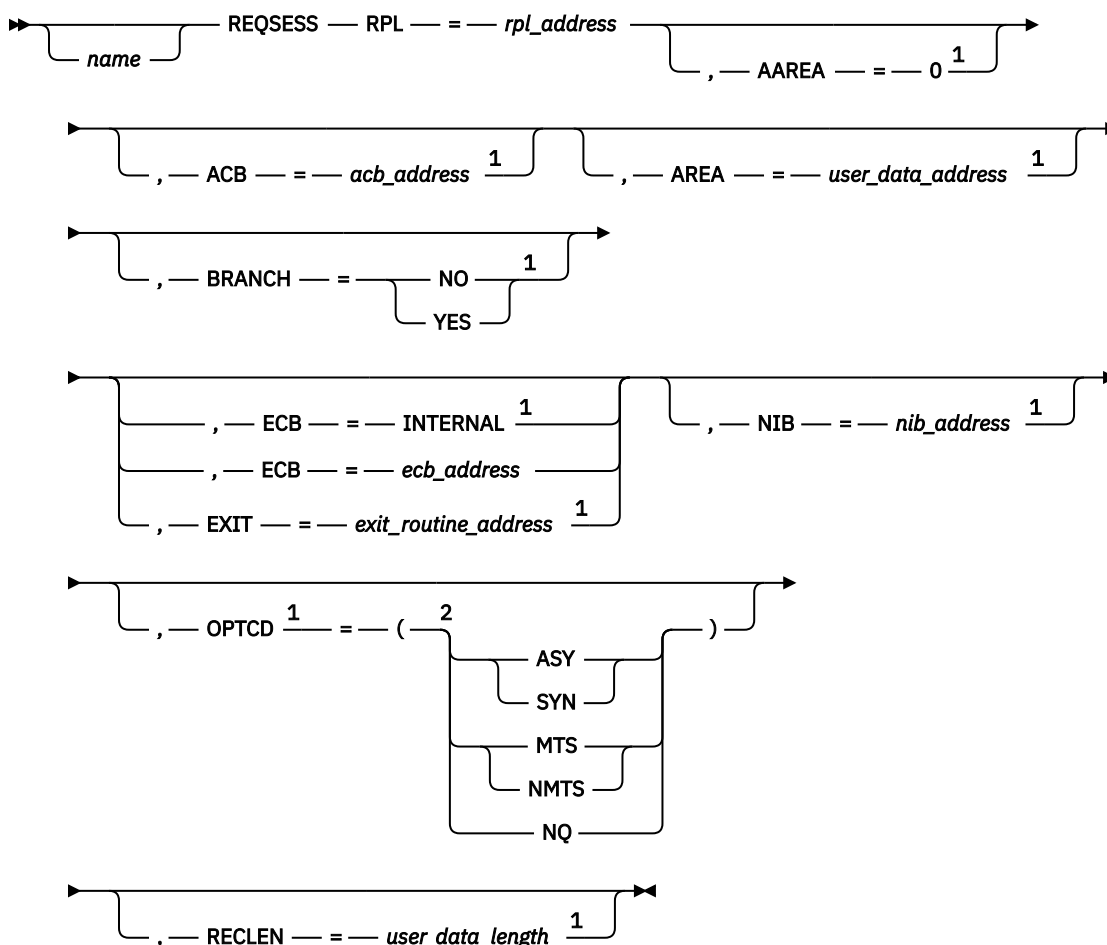 REQSESS RPL = rpl_address
name
, AAREA = 0 1
, ACB = acb_address 1 , AREA = user_data_address 1
, BRANCH = NO 1
YES
, ECB = INTERNAL 1 , NIB = nib_address 1
, ECB = ecb_address
, EXIT = exit_routine_address 1
, OPTCD 1 = ( 2 )
ASY
SYN
MTS
NMTS
NQ
, RECLEN = user_data_length 1